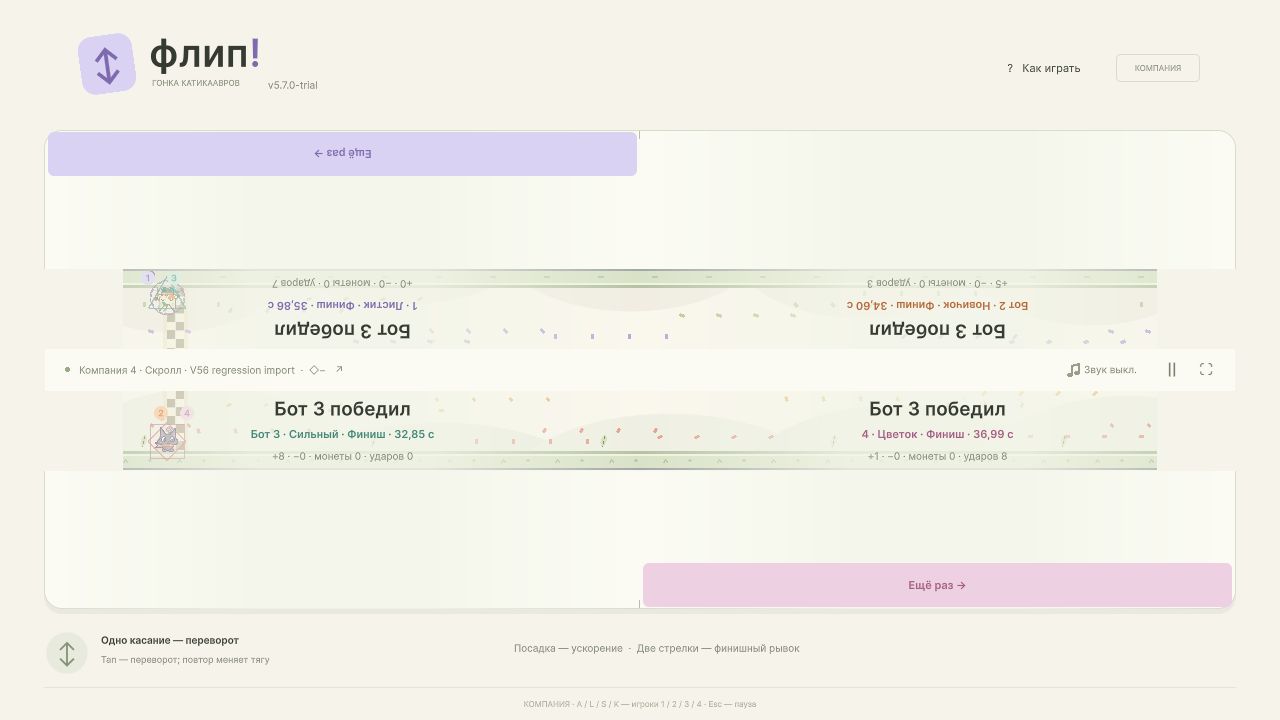 флип!
ГОНКА КАТИКААВРОВ
v5.7.0-trial
? Как играть
КОМПАНИЯ
Ещё раз →
1
3
+0 · −0 · монеты 0 · ударов 7
1 · Листик · Финиш · 35,86 с
Бот 3 победил
+5 · −0 · монеты 0 · ударов 3
Бот 2 · Новичок · Финиш · 34,60 с
Бот 3 победил
Компания 4 · Скролл · V56 regression import · ◇− ↗
Звук выкл.
2
4
Бот 3 победил
Бот 3 · Сильный · Финиш · 32,85 с
+8 · −0 · монеты 0 · ударов 0
Бот 3 победил
4 · Цветок · Финиш · 36,99 с
+1 · −0 · монеты 0 · ударов 8
Ещё раз →
Одно касание — переворот
Тап — переворот; повтор меняет тягу
Посадка — ускорение · Две стрелки — финишный рывок
КОМПАНИЯ · A / L / S / K — игроки 1 / 2 / 3 / 4 · Esc — пауза